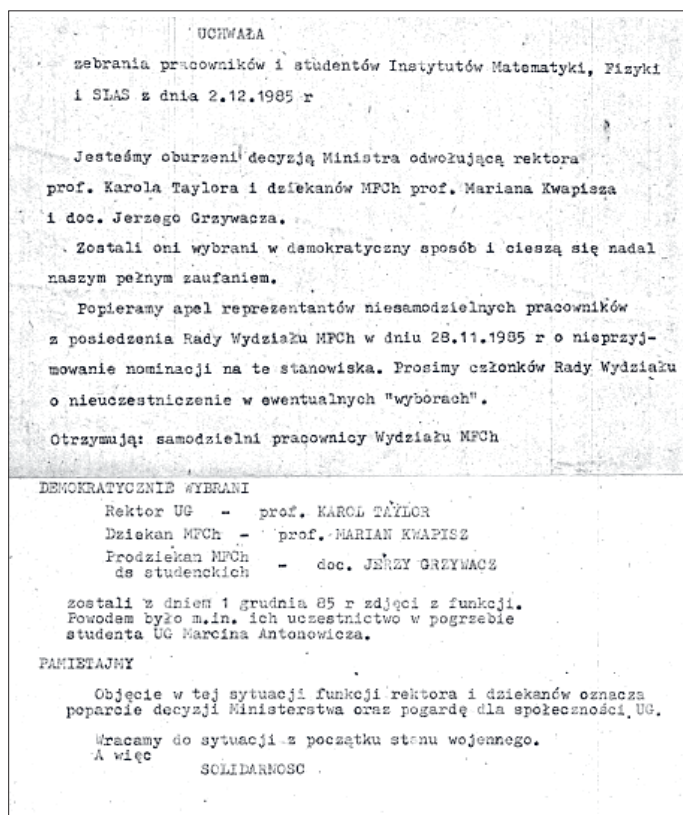 UCHWAŁA
zebrania pracowników i studentów Instytutów Matematyki, Fizyki
i SLAS z dnia 2.12.1985 r
Jesteśmy oburzeni decyzją Ministra odwołującą rektora
prof. Karola Taylora i dziekanów MFCh prof. Mariana Kwapisza
i doc. Jerzego Grzywacza.
Zostali oni wybrani w demokratyczny sposób i cieszą się nadal
naszym pełnym zaufaniem.
Popieramy apel reprezentantów niesamodzielnych pracowników
z posiedzenia Rady Wydziału MFCh w dniu 28.11.1985 r o nieprzyj-
mowanie nominacji na te stanowiska. Prosimy członków Rady Wydziału
o nieuczestniczenie w ewentualnych "wyborach".
Otrzymują: samodzielni pracownicy Wydziału MFCh
DEMOKRATYCZNIE WYBRANI
Rektor UG - prof. KAROL TAYLOR
Dziekan MFCh - prof. MARIAN KWAPISZ
Prodziekan MFCh
ds studenckich - doc. JERZY GRZYWACZ
zostali z dniem 1 grudnia 85 r zdjęci z funkcji.
Powodem było m.in. ich uczestnictwo w pogrzebie
studenta UG Marcina Antonowicza.
PAMIETAJMY
Objęcie w tej sytuacji funkcji rektora i dziekanów oznacza
poparcie decyzji Ministerstwa oraz pogardę dla społeczności UG.
Wracamy do sytuacji z początku stanu wojennego.
A więc
SOLIDARNOSC